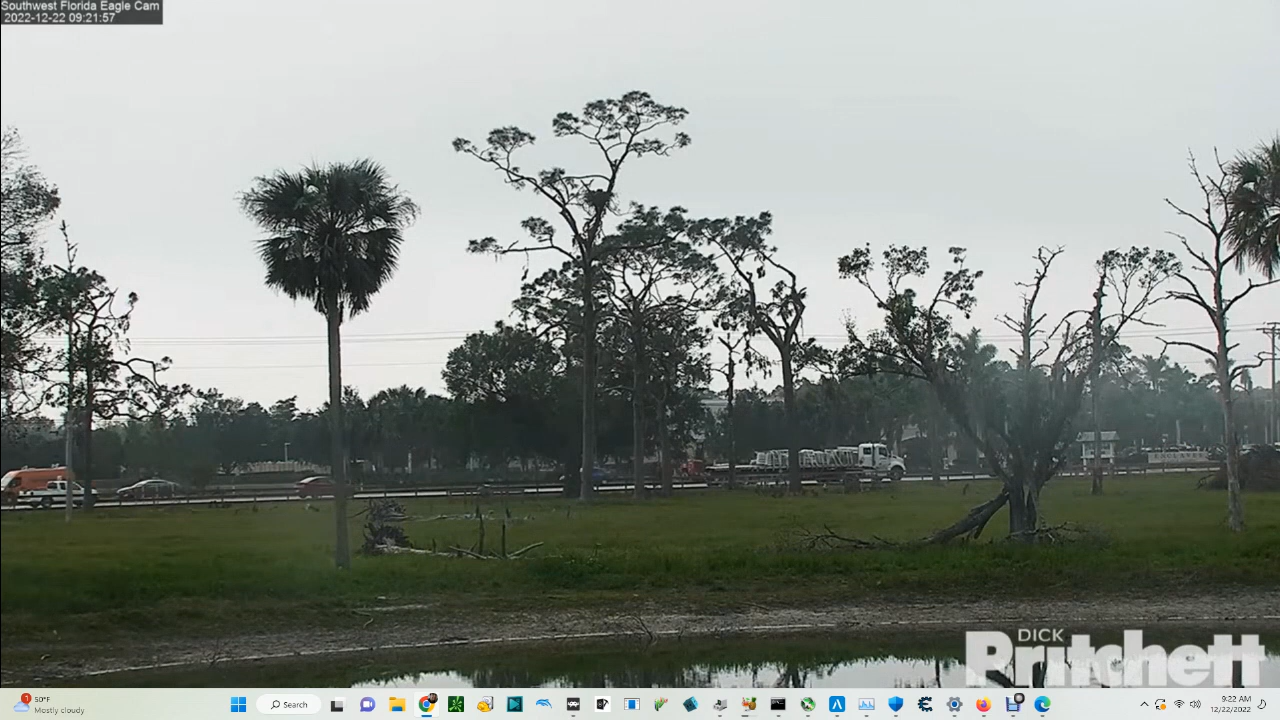 Southwest Florida Eagle Cam
2022-12-22 09:21:57
DICK
Pritchett
50°F
Mostly cloudy
Search
9:22 AM
12/22/2022